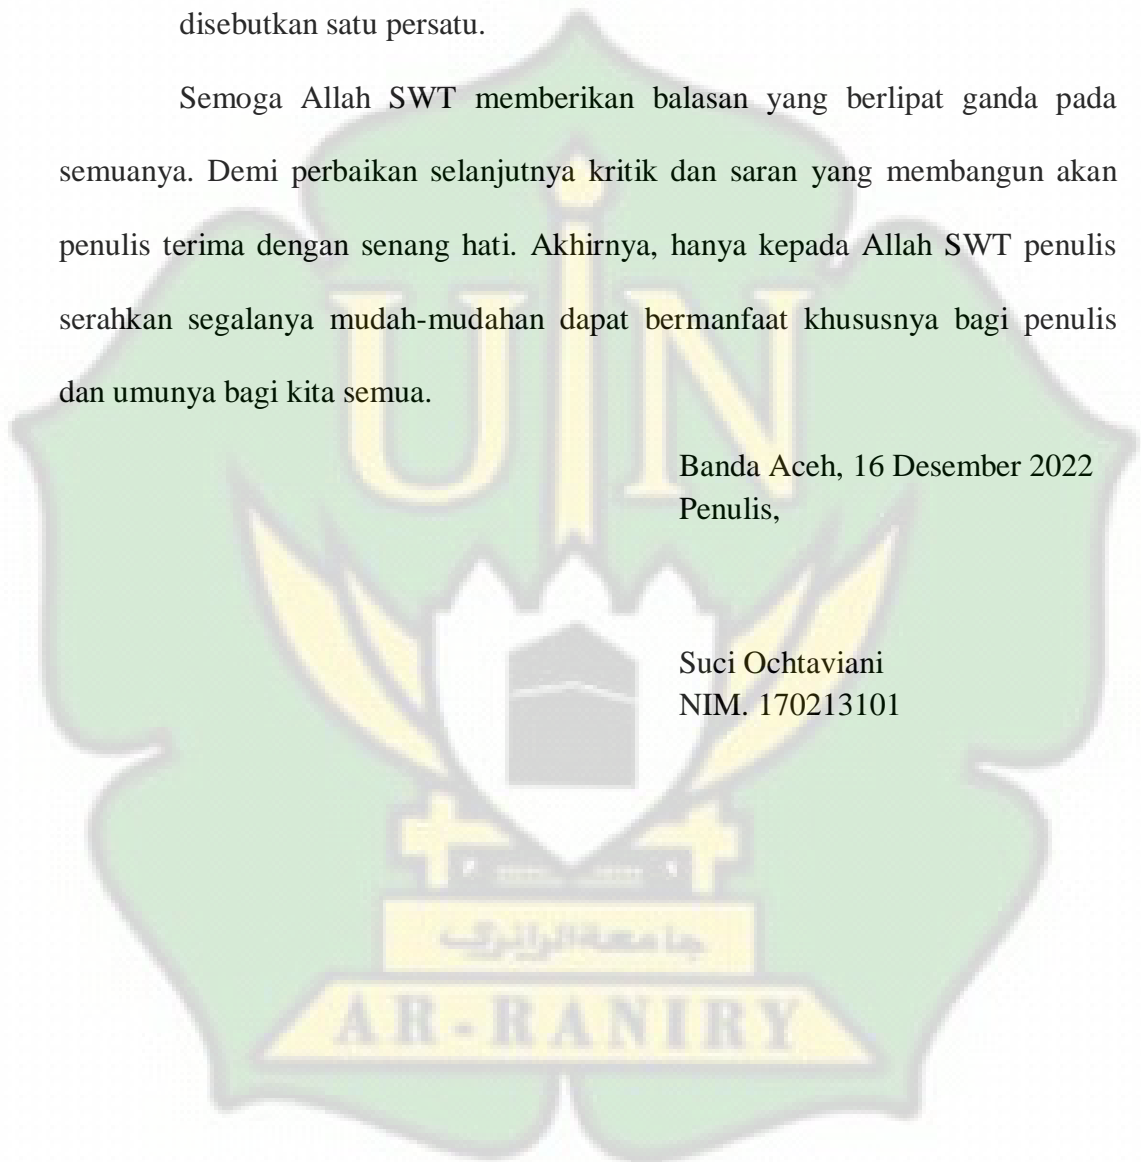 disebutkan satu persatu.
Semoga Allah SWT memberikan balasan yang berlipat ganda pada
semuanya. Demi perbaikan selanjutnya kritik dan saran yang membangun akan
penulis terima dengan senang hati. Akhirnya, hanya kepada Allah SWT penulis
serahkan segalanya mudah-mudahan dapat bermanfaat khususnya bagi penulis
dan umunya bagi kita semua.
Banda Aceh, 16 Desember 2022
Penulis,
Suci Ochtaviani
NIM. 170213101
UIN
جامعة الرانري
AR-RANIRY